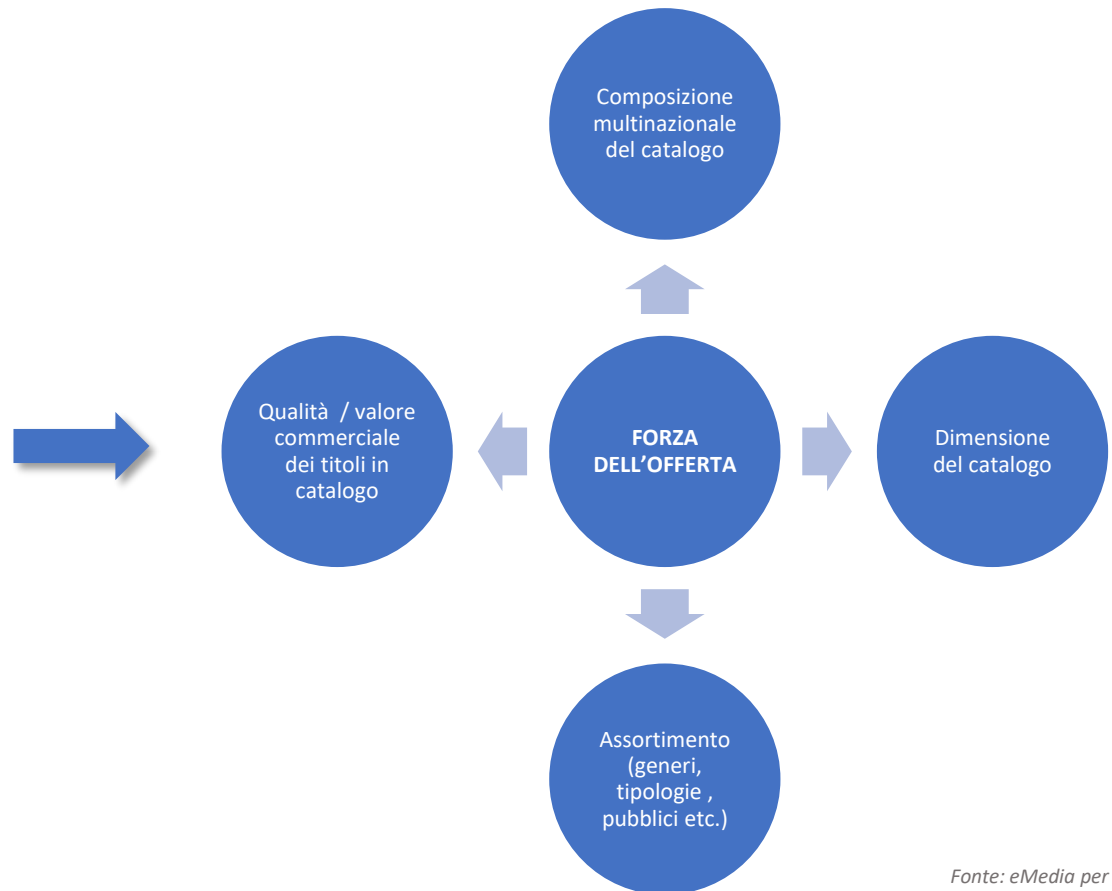 Composizione
multinazionale
del catalogo
Qualità / valore
commerciale
dei titoli in
catalogo
FORZA
DELL’OFFERTA
Dimensione
del catalogo
Assortimento
(generi,
tipologie ,
pubblici etc.)
Fonte: eMedia per